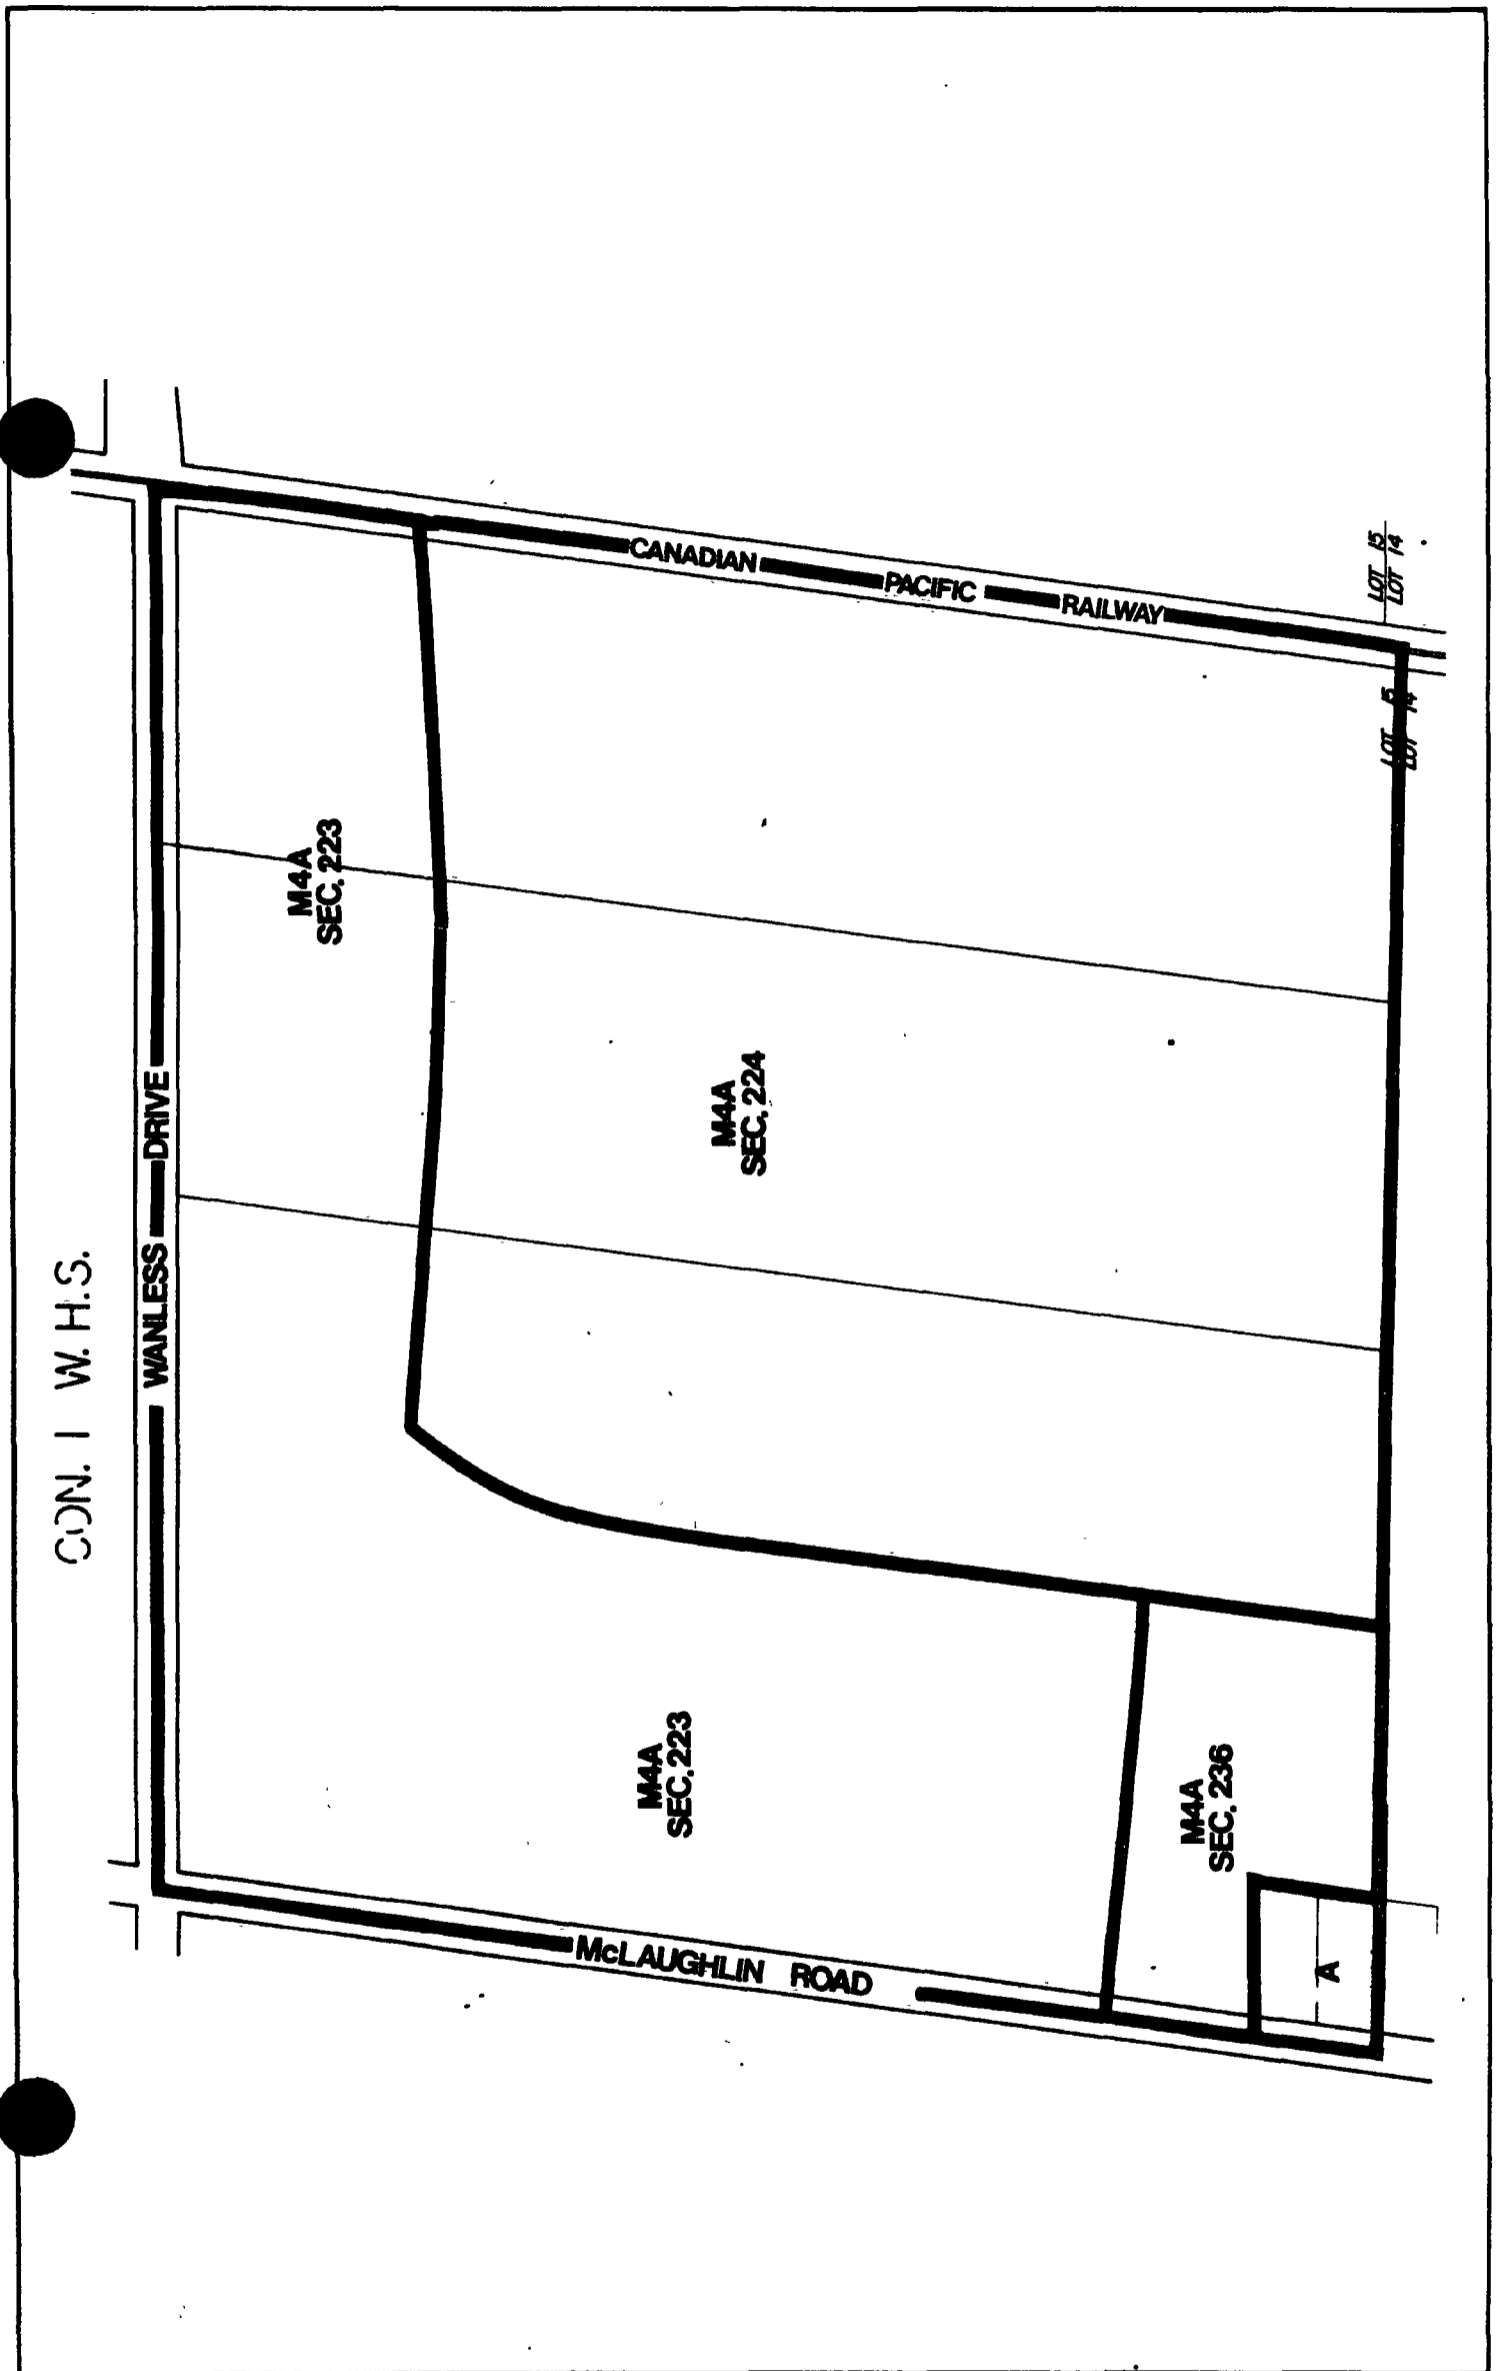 CON. 1 W. H.S.
WANLESS DRIVE
CANADIAN PACIFIC RAILWAY
LOT 15
LOT 14
LOT 15
LOT 14
M4A
SEC. 223
M4A
SEC. 224
M4A
SEC. 223
M4A
SEC. 236
A
McLAUGHLIN ROAD